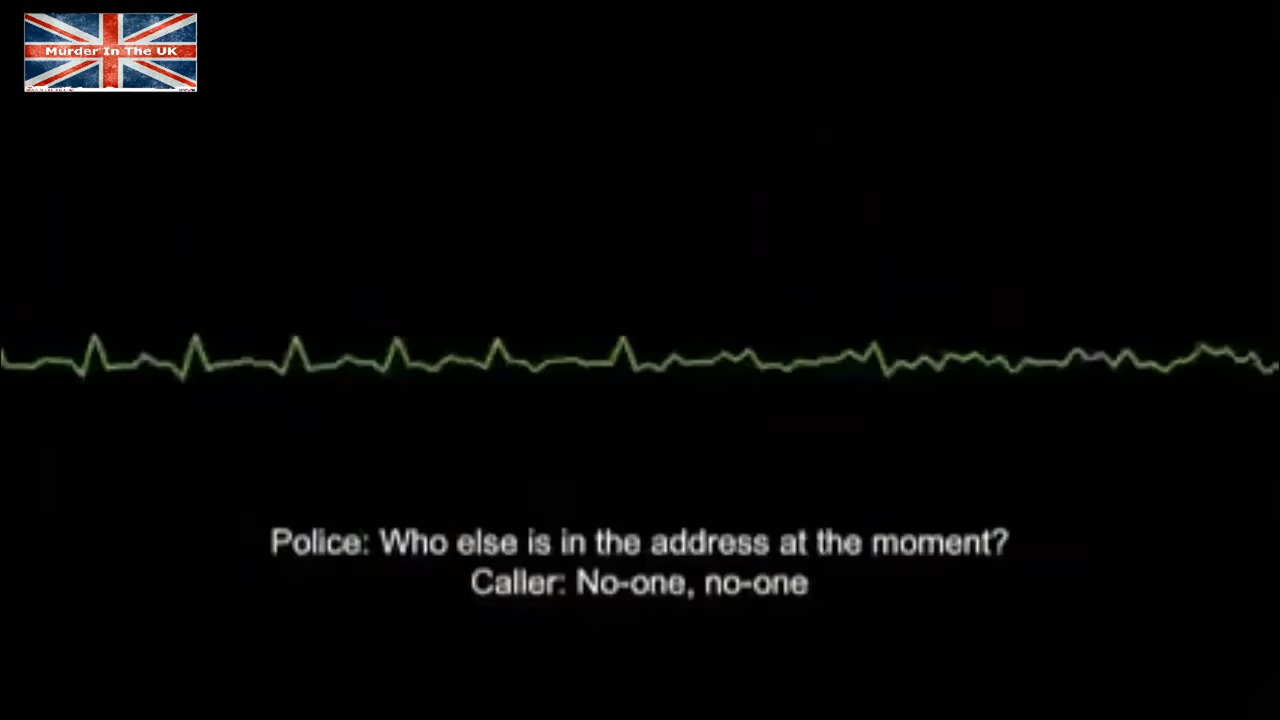 Murder In The UK
Police: Who else is in the address at the moment?
Caller: No-one, no-one